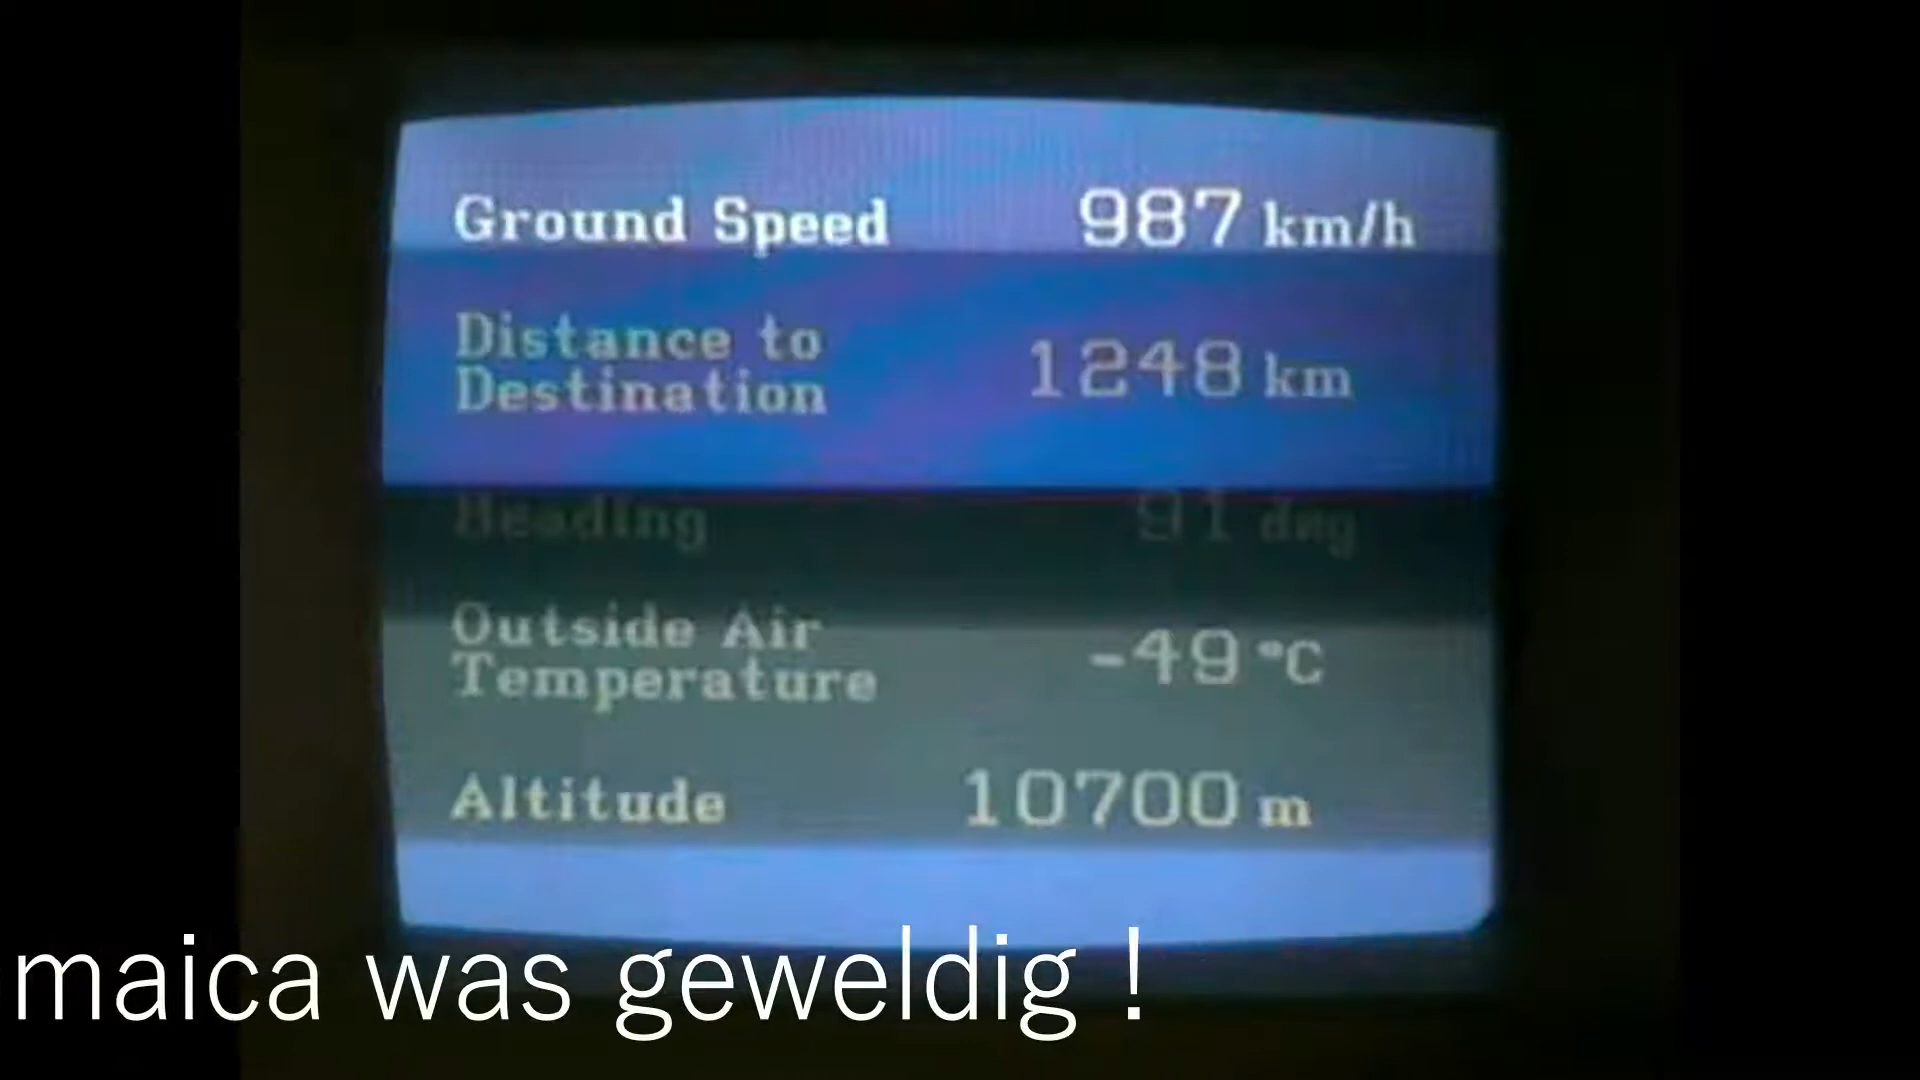 Ground Speed 987 km/h
Distance to
Destination 1248 km
Heading 91 deg
Outside Air
Temperature -49 °C
Altitude 10700 m
maica was geweldig !